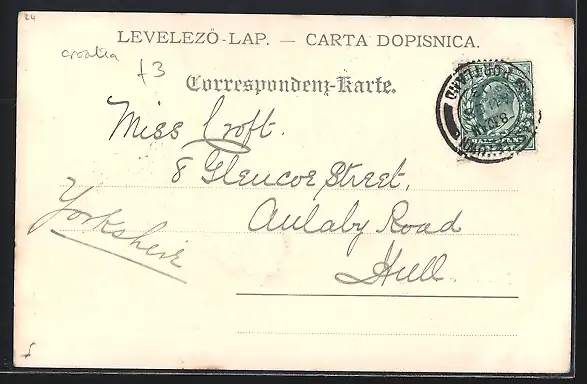 24
LEVELEZŐ-LAP. — CARTA DOPISNICA.
croatia
£3
Correspondenz-Karte.
Miss Croft.
8 Glencoe Street,
Anlaby Road
Hull.
Yorkshire